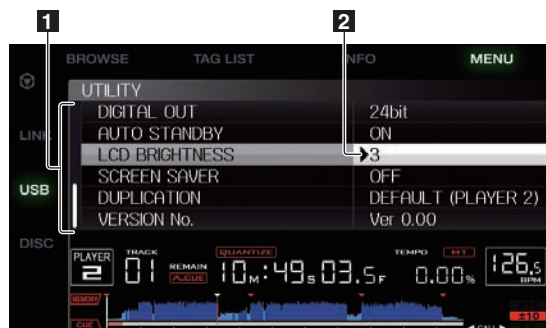 1 2
BROWSE TAG LIST INFO MENU
UTILITY
DIGITAL OUT 24bit
AUTO STANDBY ON
LINK
LCD BRIGHTNESS 3
SCREEN SAVER OFF
USB
DUPLICATION DEFAULT (PLAYER 2)
VERSION No. Ver 0.00
DISC
PLAYER TRACK QUANTIZE TEMPO MT
2 01 REMAIN A.CUE 10M:49S03.5F 0.00% 126.5 BPM
MEMORY
CUE CALL ±10